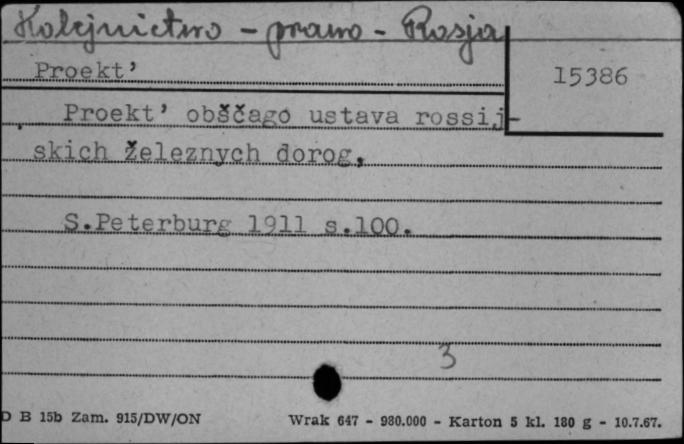 Kolejnictwo - prawo - Rosja
Proekt’
15386
Proekt’ obščago ustava rossij-
skich železnych dorog,
S.Peterburg 1911 s.100.
3
D B 15b Zam. 915/DW/ON
Wrak 647 - 980.000 - Karton 5 kl. 180 g - 10.7.67.